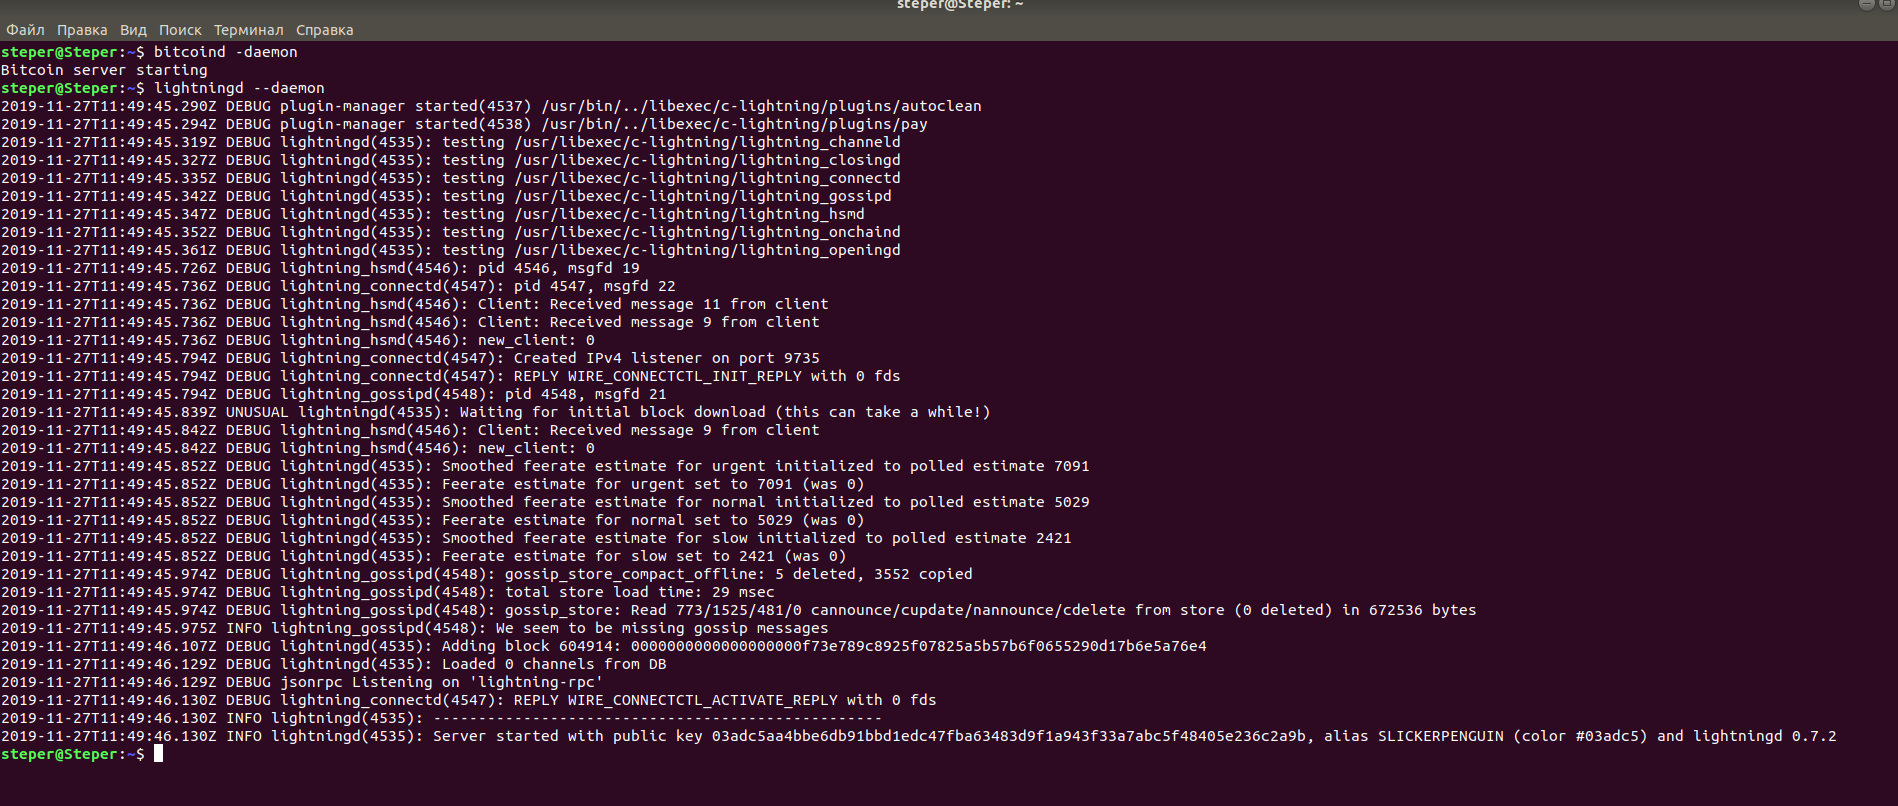 steper@Steper: ~
Файл Правка Вид Поиск Терминал Справка
steper@Steper:~$ bitcoind -daemon
Bitcoin server starting
steper@Steper:~$ lightningd --daemon
2019-11-27T11:49:45.290Z DEBUG plugin-manager started(4537) /usr/bin/../libexec/c-lightning/plugins/autoclean
2019-11-27T11:49:45.294Z DEBUG plugin-manager started(4538) /usr/bin/../libexec/c-lightning/plugins/pay
2019-11-27T11:49:45.319Z DEBUG lightningd(4535): testing /usr/libexec/c-lightning/lightning_channeld
2019-11-27T11:49:45.327Z DEBUG lightningd(4535): testing /usr/libexec/c-lightning/lightning_closingd
2019-11-27T11:49:45.335Z DEBUG lightningd(4535): testing /usr/libexec/c-lightning/lightning_connectd
2019-11-27T11:49:45.342Z DEBUG lightningd(4535): testing /usr/libexec/c-lightning/lightning_gossipd
2019-11-27T11:49:45.347Z DEBUG lightningd(4535): testing /usr/libexec/c-lightning/lightning_hsmd
2019-11-27T11:49:45.352Z DEBUG lightningd(4535): testing /usr/libexec/c-lightning/lightning_onchaind
2019-11-27T11:49:45.361Z DEBUG lightningd(4535): testing /usr/libexec/c-lightning/lightning_openingd
2019-11-27T11:49:45.726Z DEBUG lightning_hsmd(4546): pid 4546, msgfd 19
2019-11-27T11:49:45.736Z DEBUG lightning_connectd(4547): pid 4547, msgfd 22
2019-11-27T11:49:45.736Z DEBUG lightning_hsmd(4546): Client: Received message 11 from client
2019-11-27T11:49:45.736Z DEBUG lightning_hsmd(4546): Client: Received message 9 from client
2019-11-27T11:49:45.736Z DEBUG lightning_hsmd(4546): new_client: 0
2019-11-27T11:49:45.794Z DEBUG lightning_connectd(4547): Created IPv4 listener on port 9735
2019-11-27T11:49:45.794Z DEBUG lightning_connectd(4547): REPLY WIRE_CONNECTCTL_INIT_REPLY with 0 fds
2019-11-27T11:49:45.794Z DEBUG lightning_gossipd(4548): pid 4548, msgfd 21
2019-11-27T11:49:45.839Z UNUSUAL lightningd(4535): Waiting for initial block download (this can take a while!)
2019-11-27T11:49:45.842Z DEBUG lightning_hsmd(4546): Client: Received message 9 from client
2019-11-27T11:49:45.842Z DEBUG lightning_hsmd(4546): new_client: 0
2019-11-27T11:49:45.852Z DEBUG lightningd(4535): Smoothed feerate estimate for urgent initialized to polled estimate 7091
2019-11-27T11:49:45.852Z DEBUG lightningd(4535): Feerate estimate for urgent set to 7091 (was 0)
2019-11-27T11:49:45.852Z DEBUG lightningd(4535): Smoothed feerate estimate for normal initialized to polled estimate 5029
2019-11-27T11:49:45.852Z DEBUG lightningd(4535): Feerate estimate for normal set to 5029 (was 0)
2019-11-27T11:49:45.852Z DEBUG lightningd(4535): Smoothed feerate estimate for slow initialized to polled estimate 2421
2019-11-27T11:49:45.852Z DEBUG lightningd(4535): Feerate estimate for slow set to 2421 (was 0)
2019-11-27T11:49:45.974Z DEBUG lightning_gossipd(4548): gossip_store_compact_offline: 5 deleted, 3552 copied
2019-11-27T11:49:45.974Z DEBUG lightning_gossipd(4548): total store load time: 29 msec
2019-11-27T11:49:45.974Z DEBUG lightning_gossipd(4548): gossip_store: Read 773/1525/481/0 cannounce/cupdate/nannounce/cdelete from store (0 deleted) in 672536 bytes
2019-11-27T11:49:45.975Z INFO lightning_gossipd(4548): We seem to be missing gossip messages
2019-11-27T11:49:46.107Z DEBUG lightningd(4535): Adding block 604914: 0000000000000000000f73e789c8925f07825a5b57b6f0655290d17b6e5a76e4
2019-11-27T11:49:46.129Z DEBUG lightningd(4535): Loaded 0 channels from DB
2019-11-27T11:49:46.129Z DEBUG jsonrpc Listening on 'lightning-rpc'
2019-11-27T11:49:46.130Z DEBUG lightning_connectd(4547): REPLY WIRE_CONNECTCTL_ACTIVATE_REPLY with 0 fds
2019-11-27T11:49:46.130Z INFO lightningd(4535): --------------------------------------------------
2019-11-27T11:49:46.130Z INFO lightningd(4535): Server started with public key 03adc5aa4bbe6db91bbd1edc47fba63483d9f1a943f33a7abc5f48405e236c2a9b, alias SLICKERPENGUIN (color #03adc5) and lightningd 0.7.2
steper@Steper:~$